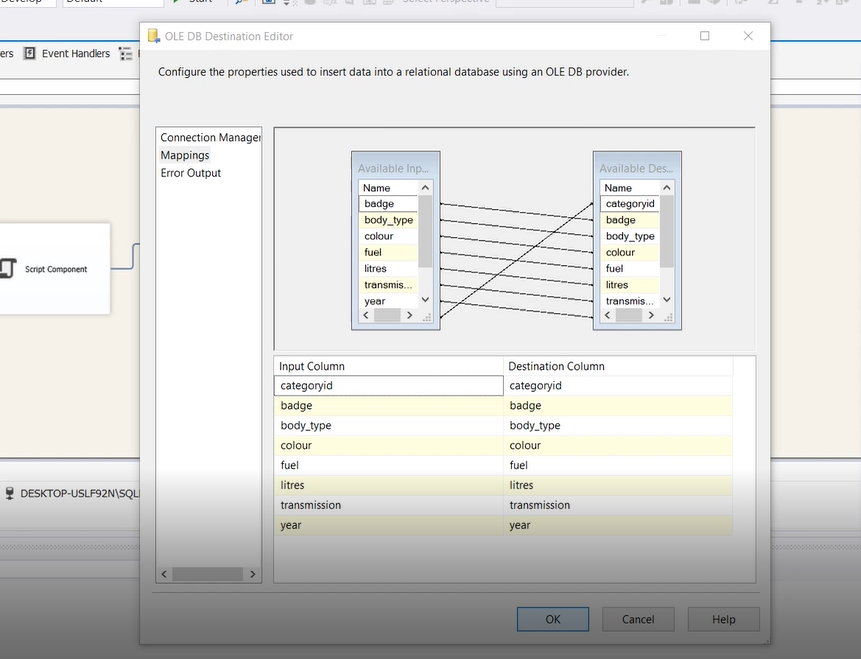 Develop
Default
Start
Select Perspective
ers
Event Handlers
OLE DB Destination Editor
Configure the properties used to insert data into a relational database using an OLE DB provider.
Connection Manager
Mappings
Error Output
Available Inp...
Name
badge
body_type
colour
fuel
litres
transmis...
year
Available Des...
Name
categoryid
badge
body_type
colour
fuel
litres
transmis...
Script Component
Input Column Destination Column
categoryid categoryid
badge badge
body_type body_type
colour colour
fuel fuel
litres litres
transmission transmission
year year
DESKTOP-USLF92N\SQL
OK Cancel Help